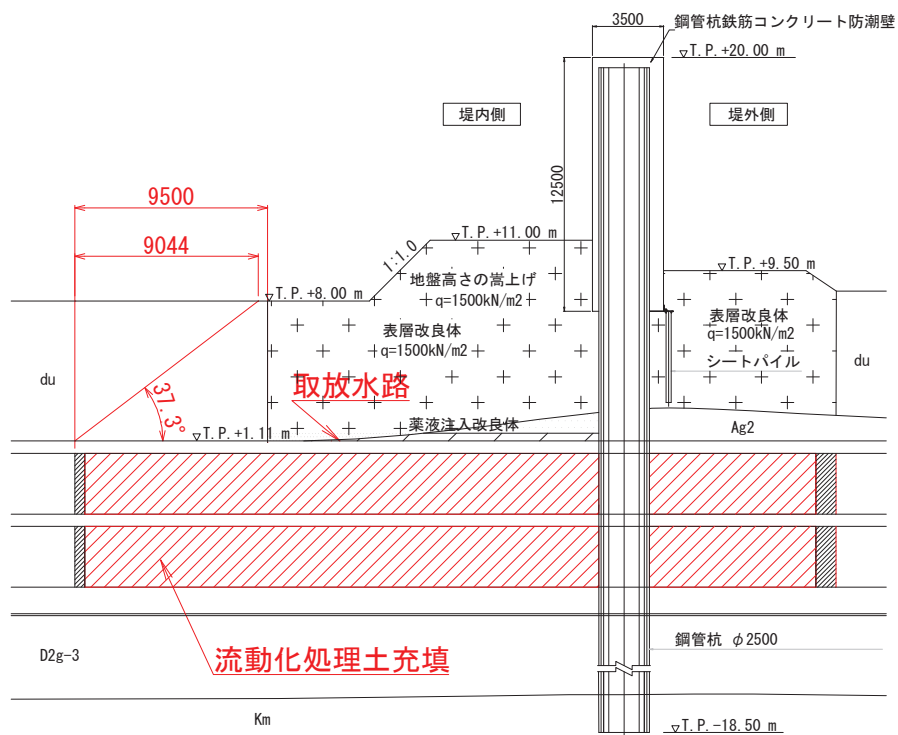 3500
鋼管杭鉄筋コンクリート防潮壁
▽T.P.+20.00 m
堤内側
堤外側
12500
9500
9044
▽T.P.+11.00 m
1:1.0
▽T.P.+9.50 m
地盤高さの嵩上げ
q=1500kN/m2
▽T.P.+8.00 m
表層改良体
q=1500kN/m2
表層改良体
q=1500kN/m2
シートパイル
du
du
37.3°
取放水路
薬液注入改良体
▽T.P.+1.11 m
Ag2
流動化処理土充填
鋼管杭 φ2500
D2g-3
Km
▽T.P.-18.50 m